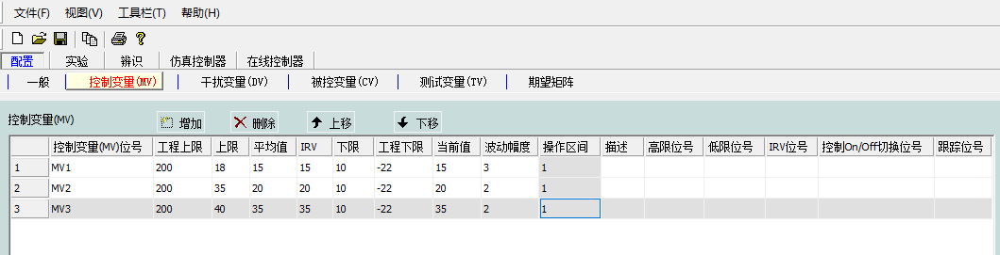 文件(F) 视图(V) 工具栏(T) 帮助(H)
配置 实验 辨识 仿真控制器 在线控制器
一般 控制变量(MV) 干扰变量(DV) 被控变量(CV) 测试变量(TV) 期望矩阵
控制变量(MV) 增加 删除 上移 下移
控制变量(MV)位号 工程上限 上限 平均值 IRV 下限 工程下限 当前值 波动幅度 操作区间 描述 高限位号 低限位号 IRV位号 控制On/Off切换位号 跟踪位号
1 MV1 200 18 15 15 10 -22 15 3 1
2 MV2 200 35 20 20 10 -22 20 2 1
3 MV3 200 40 35 35 10 -22 35 2 1